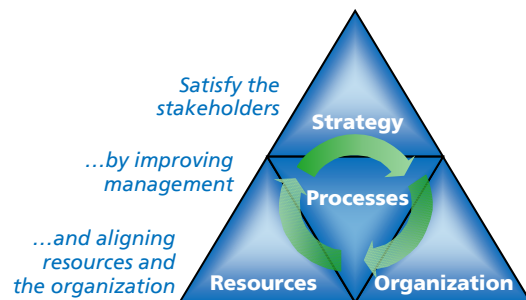 Satisfy the
stakeholders
Strategy
…by improving
management
Processes
…and aligning
resources and
the organization
Resources
Organization